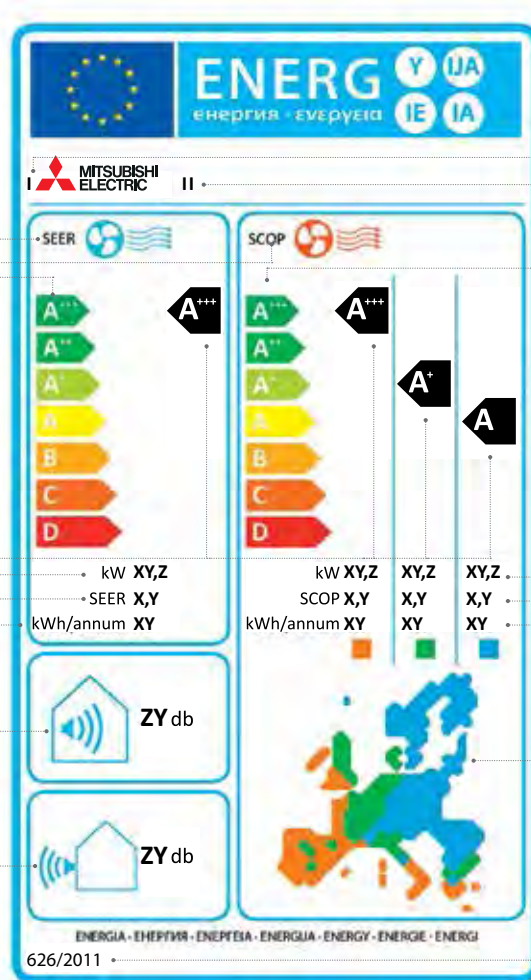 ENERG Y IJA
енергия · ενεργεια IE IA
I MITSUBISHI ELECTRIC II
SEER
A+++ A+++
A++
A+
A
B
C
D
kW XY,Z
SEER X,Y
kWh/annum XY
SCOP
A+++ A+++
A++
A+ A+
A A
B
C
D
kW XY,Z XY,Z XY,Z
SCOP X,Y X,Y X,Y
kWh/annum XY XY XY
ZY db
ZY db
ENERGIA · ЕНЕРГИЯ · ΕΝΕΡΓΕΙΑ · ENERGIJA · ENERGY · ENERGIE · ENERGI
626/2011